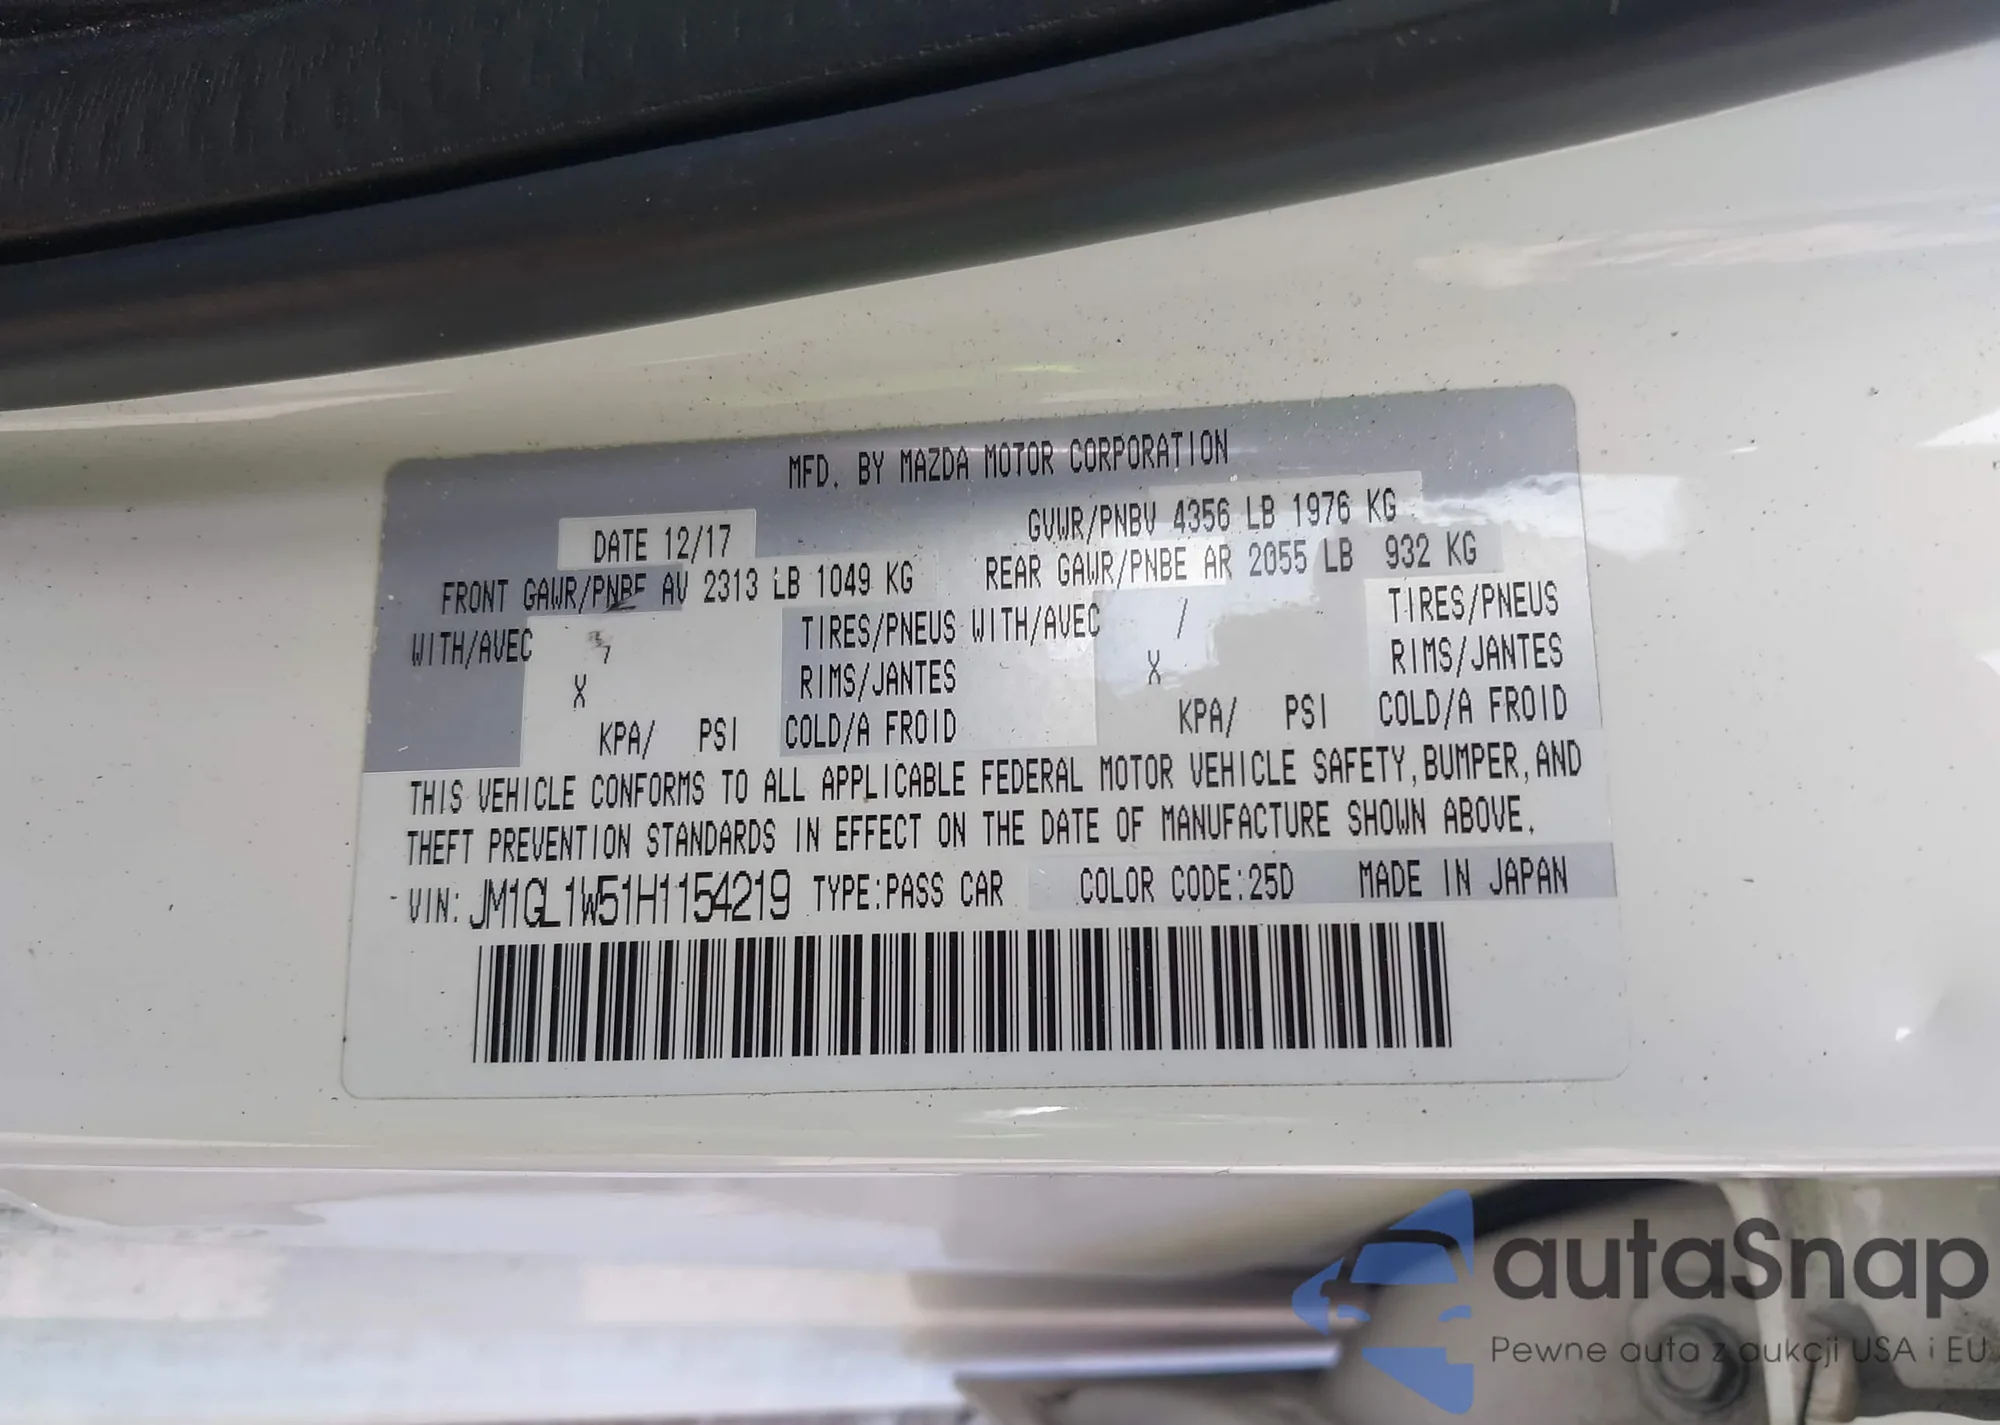 MFD. BY MAZDA MOTOR CORPORATION
DATE 12/17 GVWR/PNBV 4356 LB 1976 KG
FRONT GAWR/PNBE AV 2313 LB 1049 KG REAR GAWR/PNBE AR 2055 LB 932 KG
WITH/AVEC / TIRES/PNEUS WITH/AVEC / TIRES/PNEUS
X RIMS/JANTES X RIMS/JANTES
KPA/ PSI COLD/A FROID KPA/ PSI COLD/A FROID
THIS VEHICLE CONFORMS TO ALL APPLICABLE FEDERAL MOTOR VEHICLE SAFETY, BUMPER, AND
THEFT PREVENTION STANDARDS IN EFFECT ON THE DATE OF MANUFACTURE SHOWN ABOVE.
VIN: JM1GL1W51H1154219 TYPE:PASS CAR COLOR CODE:25D MADE IN JAPAN
autaSnap
Pewne auta z aukcji USA i EU